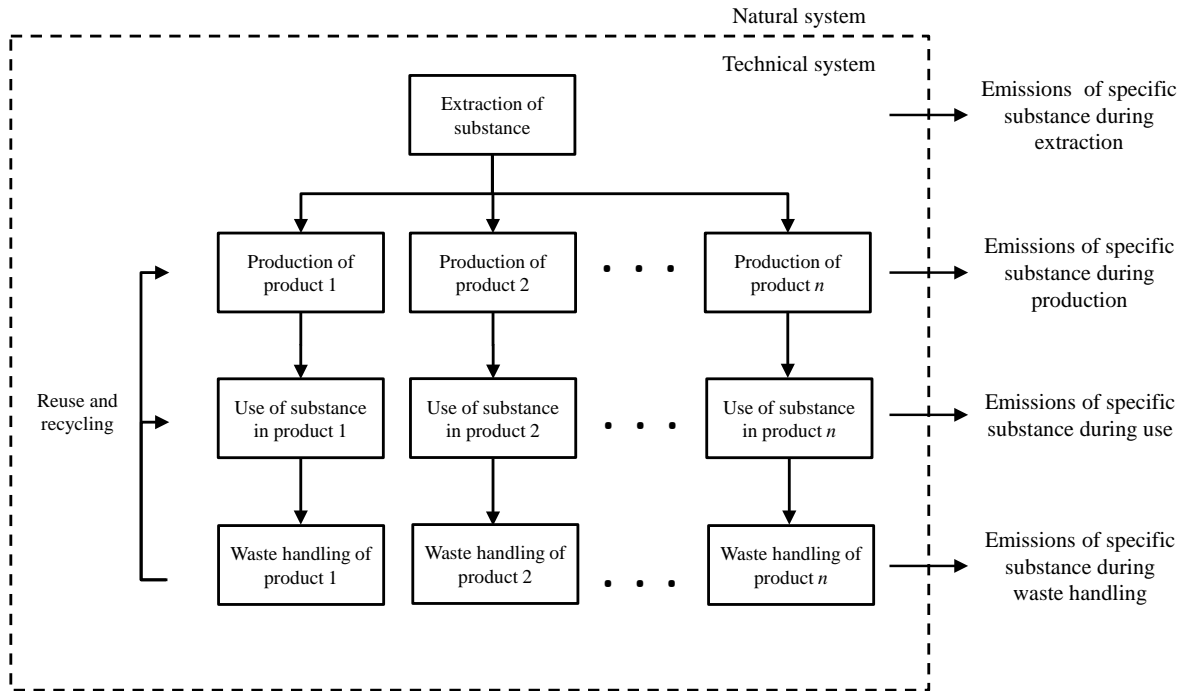 Natural system
Technical system
Extraction of
substance
Emissions of specific
substance during
extraction
Production of
product 1
Production of
product 2
. . .
Production of
product n
Emissions of specific
substance during
production
Reuse and
recycling
Use of substance
in product 1
Use of substance
in product 2
. . .
Use of substance
in product n
Emissions of specific
substance during use
Waste handling of
product 1
Waste handling of
product 2
. . .
Waste handling of
product n
Emissions of specific
substance during
waste handling